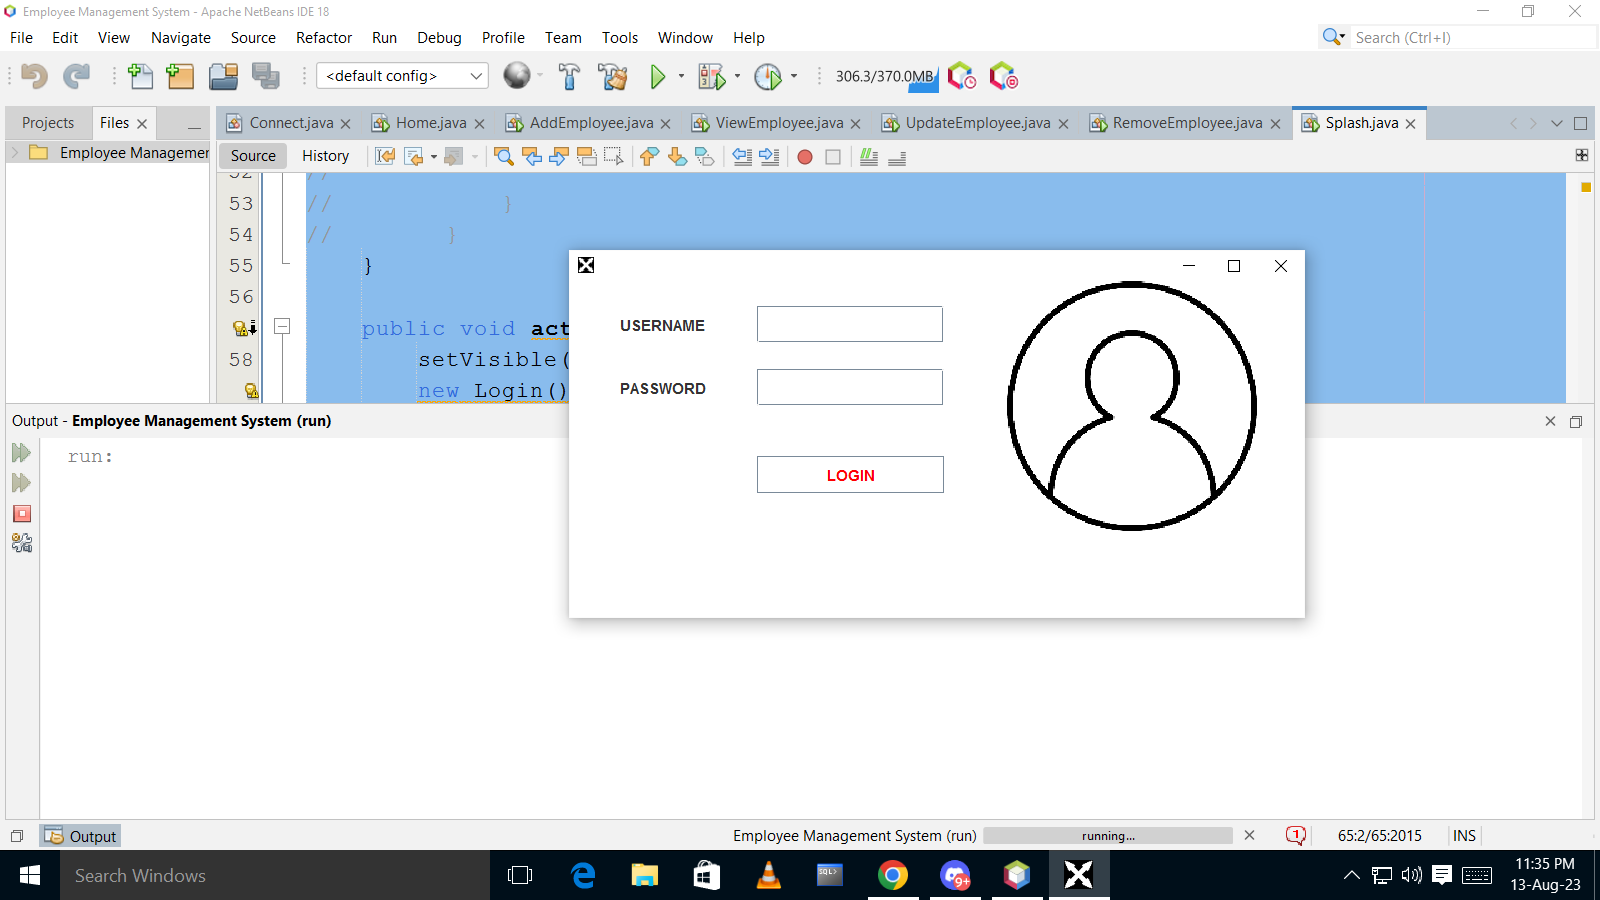 Employee Management System - Apache NetBeans IDE 18
File Edit View Navigate Source Refactor Run Debug Profile Team Tools Window Help
Search (Ctrl+I)
<default config>
306.3/370.0MB
Projects Files
Connect.java Home.java AddEmployee.java ViewEmployee.java UpdateEmployee.java RemoveEmployee.java Splash.java
Employee Managemer
Source History
52 //
53 // }
54 // }
55 }
56
public void act
58 setVisible(
new Login()
USERNAME
PASSWORD
LOGIN
Output - Employee Management System (run)
run:
Output
Employee Management System (run) running... 1 65:2/65:2015 INS
Search Windows
SQL>
9+
11:35 PM
13-Aug-23